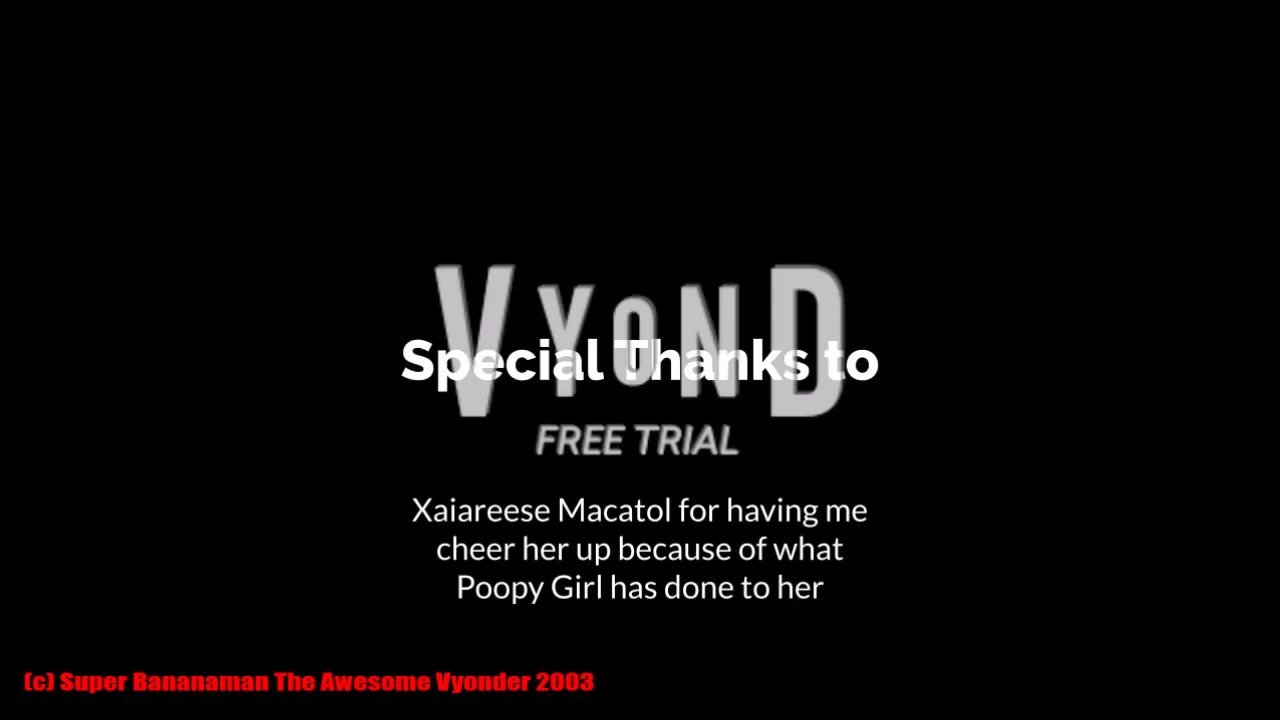 VYOND
Special Thanks to
FREE TRIAL
Xaiareese Macatol for having me
cheer her up because of what
Poopy Girl has done to her
(c) Super Bananaman The Awesome Vyonder 2003